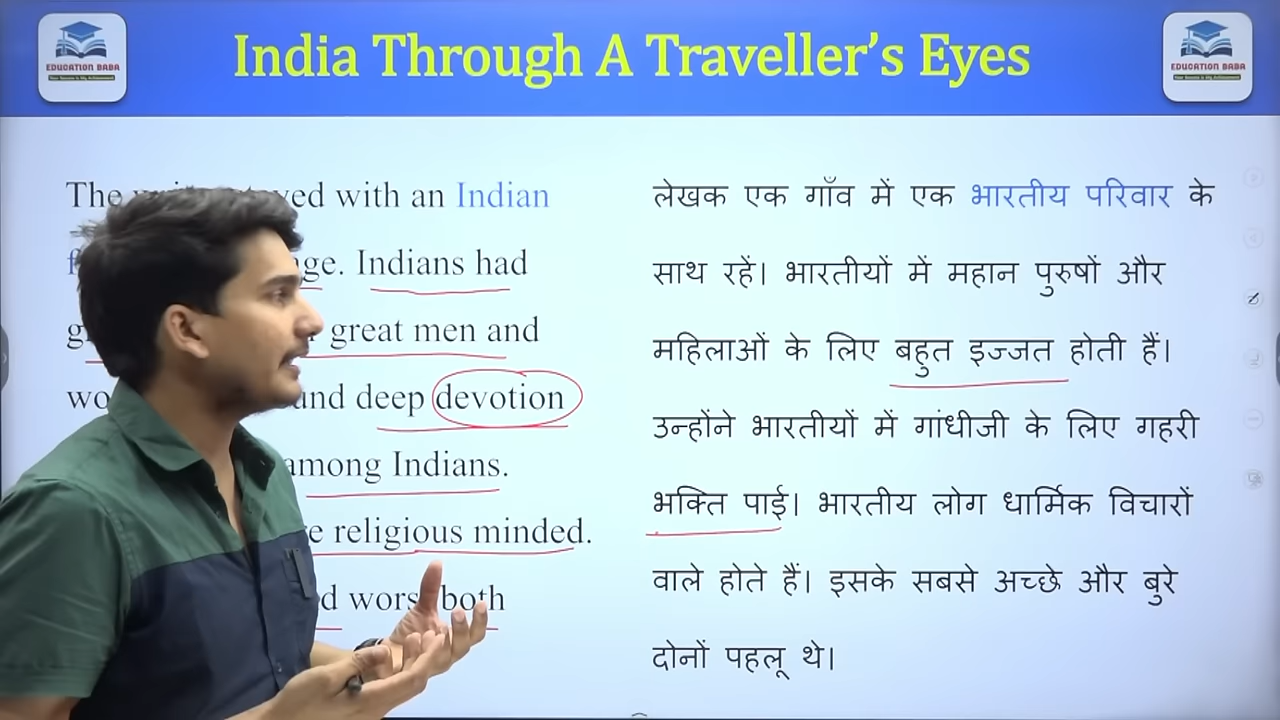 EDUCATION BABA
India Through A Traveller's Eyes
EDUCATION BABA
The with an Indian
Indians had
great men and
deep devotion
among Indians.
religious minded.
both
लेखक एक गाँव में एक भारतीय परिवार के
साथ रहें। भारतीयों में महान पुरुषों और
महिलाओं के लिए बहुत इज्जत होती हैं।
उन्होंने भारतीयों में गांधीजी के लिए गहरी
भक्ति पाई। भारतीय लोग धार्मिक विचारों
वाले होते हैं। इसके सबसे अच्छे और बुरे
दोनों पहलू थे।